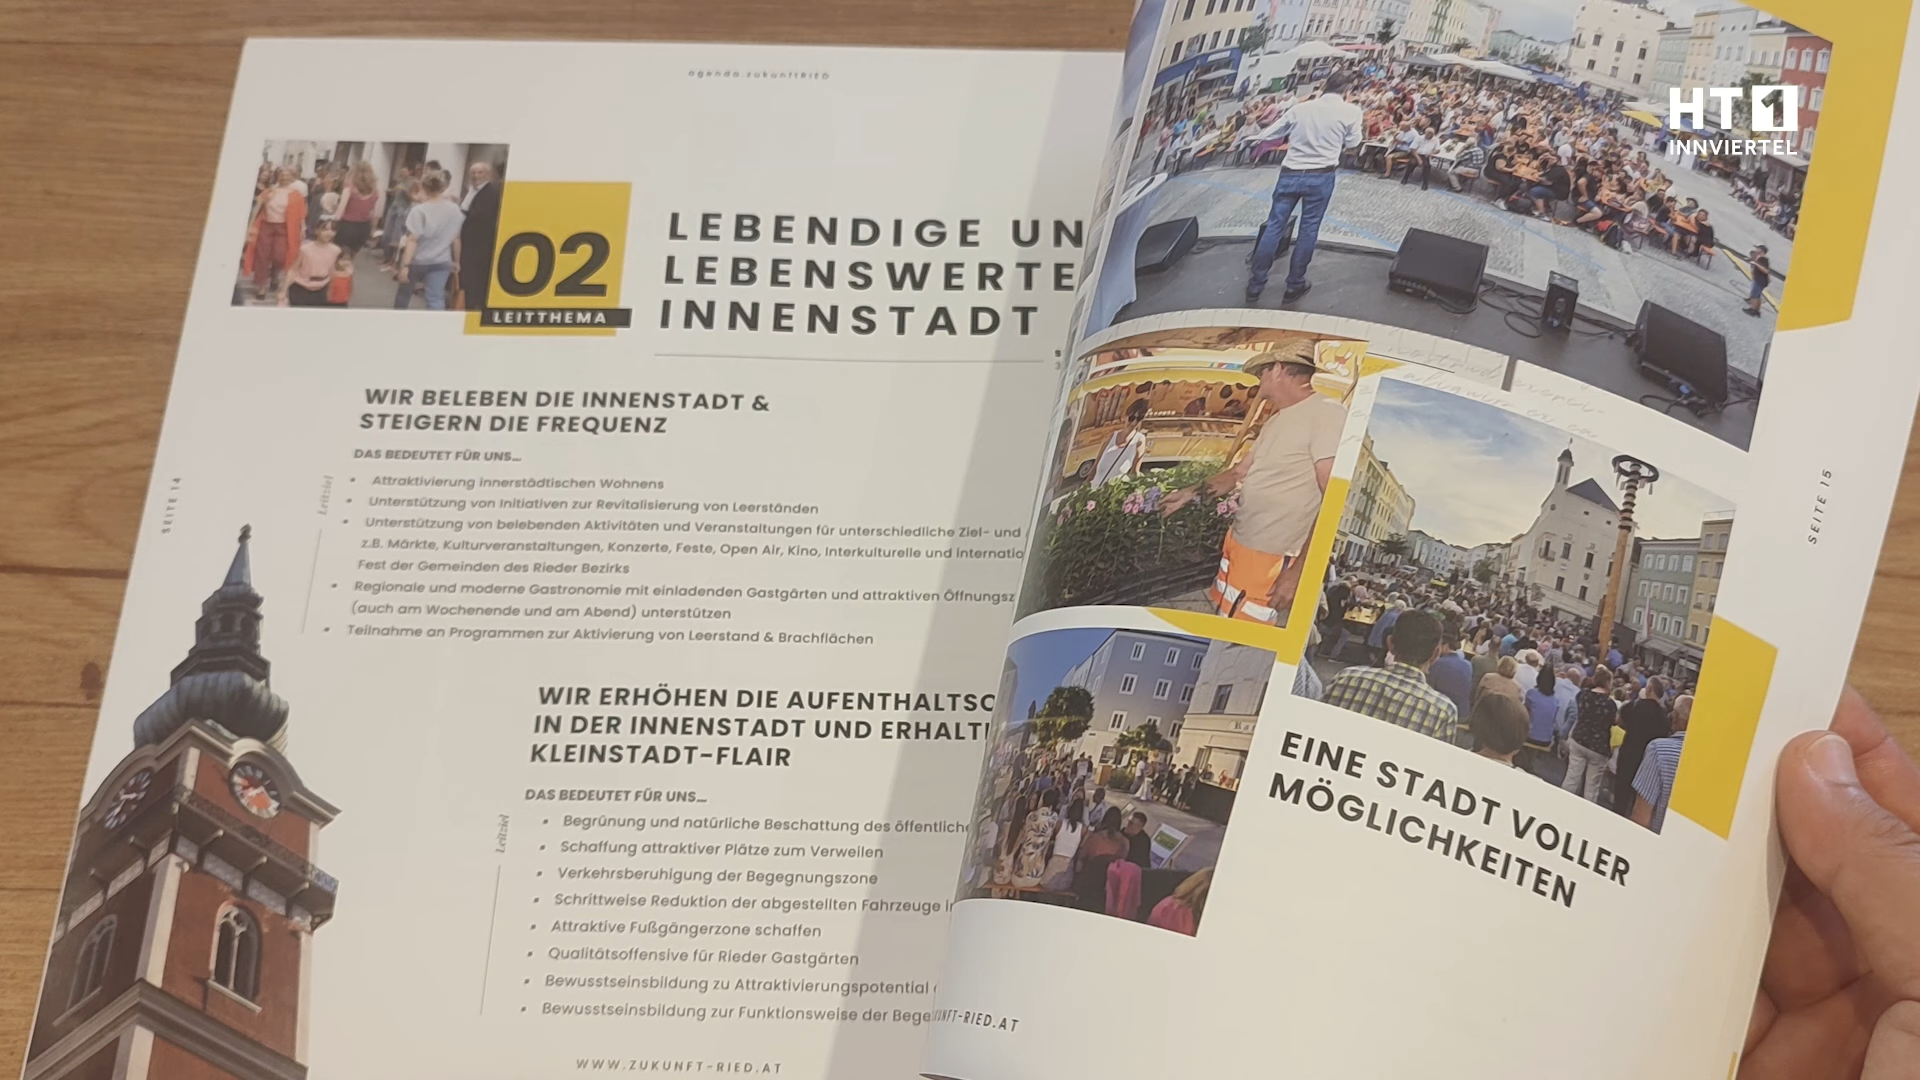 agenda.zukunftRIED
02
LEITTHEMA
LEBENDIGE UN
LEBENSWERTE
INNENSTADT
WIR BELEBEN DIE INNENSTADT &
STEIGERN DIE FREQUENZ
DAS BEDEUTET FÜR UNS...
Leitziel
• Attraktivierung innerstädtischen Wohnens
• Unterstützung von Initiativen zur Revitalisierung von Leerständen
• Unterstützung von belebenden Aktivitäten und Veranstaltungen für unterschiedliche Ziel- und
z.B. Märkte, Kulturveranstaltungen, Konzerte, Feste, Open Air, Kino, Interkulturelle und internatio
Fest der Gemeinden des Rieder Bezirks
• Regionale und moderne Gastronomie mit einladenden Gastgärten und attraktiven Öffnungsz
(auch am Wochenende und am Abend) unterstützen
• Teilnahme an Programmen zur Aktivierung von Leerstand & Brachflächen
SEITE 14
WIR ERHÖHEN DIE AUFENTHALTSQ
IN DER INNENSTADT UND ERHALT
KLEINSTADT-FLAIR
DAS BEDEUTET FÜR UNS...
Leitziel
• Begrünung und natürliche Beschattung des öffentliche
• Schaffung attraktiver Plätze zum Verweilen
• Verkehrsberuhigung der Begegnungszone
• Schrittweise Reduktion der abgestellten Fahrzeuge in
• Attraktive Fußgängerzone schaffen
• Qualitätsoffensive für Rieder Gastgärten
• Bewusstseinsbildung zu Attraktivierungspotential
• Bewusstseinsbildung zur Funktionsweise der Bege
WWW.ZUKUNFT-RIED.AT
HT1
INNVIERTEL
SEITE 15
EINE STADT VOLLER
MÖGLICHKEITEN
UNFT-RIED.AT